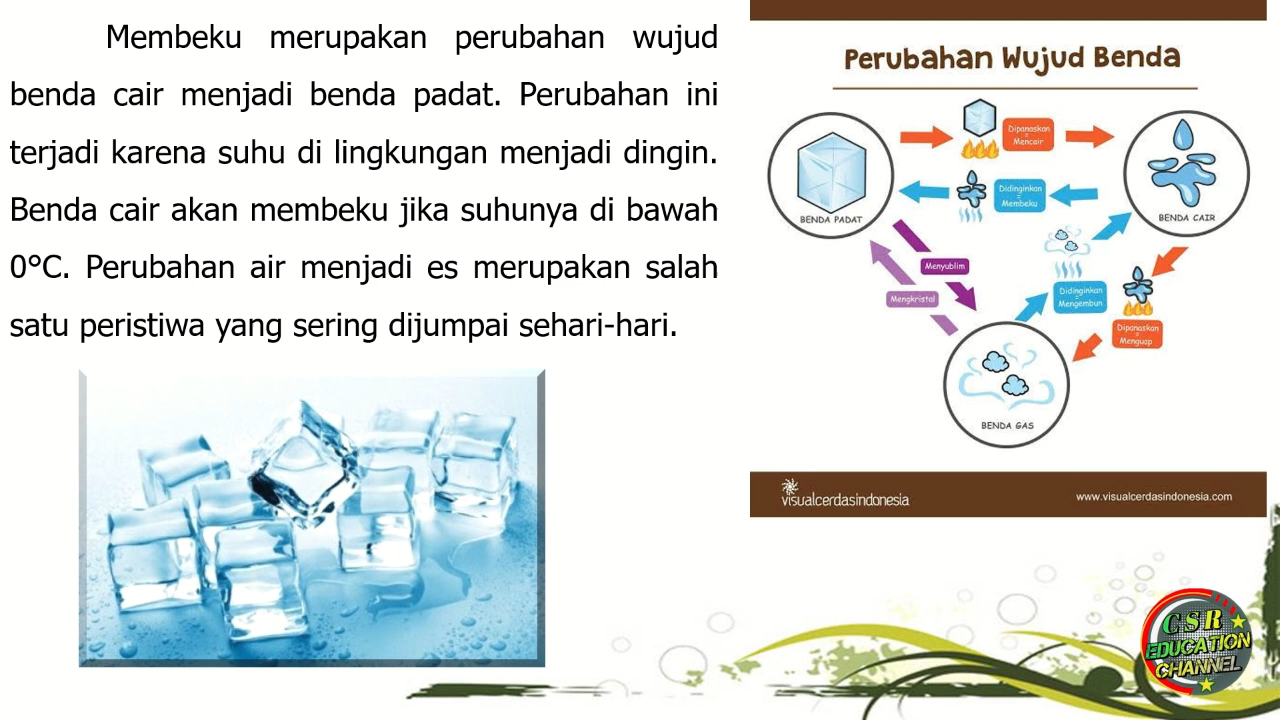 Membeku merupakan perubahan wujud
benda cair menjadi benda padat. Perubahan ini
terjadi karena suhu di lingkungan menjadi dingin.
Benda cair akan membeku jika suhunya di bawah
0°C. Perubahan air menjadi es merupakan salah
satu peristiwa yang sering dijumpai sehari-hari.
Perubahan Wujud Benda
Dipanaskan
=
Mencair
Didinginkan
=
Membeku
BENDA PADAT
BENDA CAIR
Menyublim
Mengkristal
Didinginkan
=
Mengembun
Dipanaskan
=
Menguap
BENDA GAS
visualcerdasindonesia
www.visualcerdasindonesia.com
CSR
EDUCATION
CHANNEL